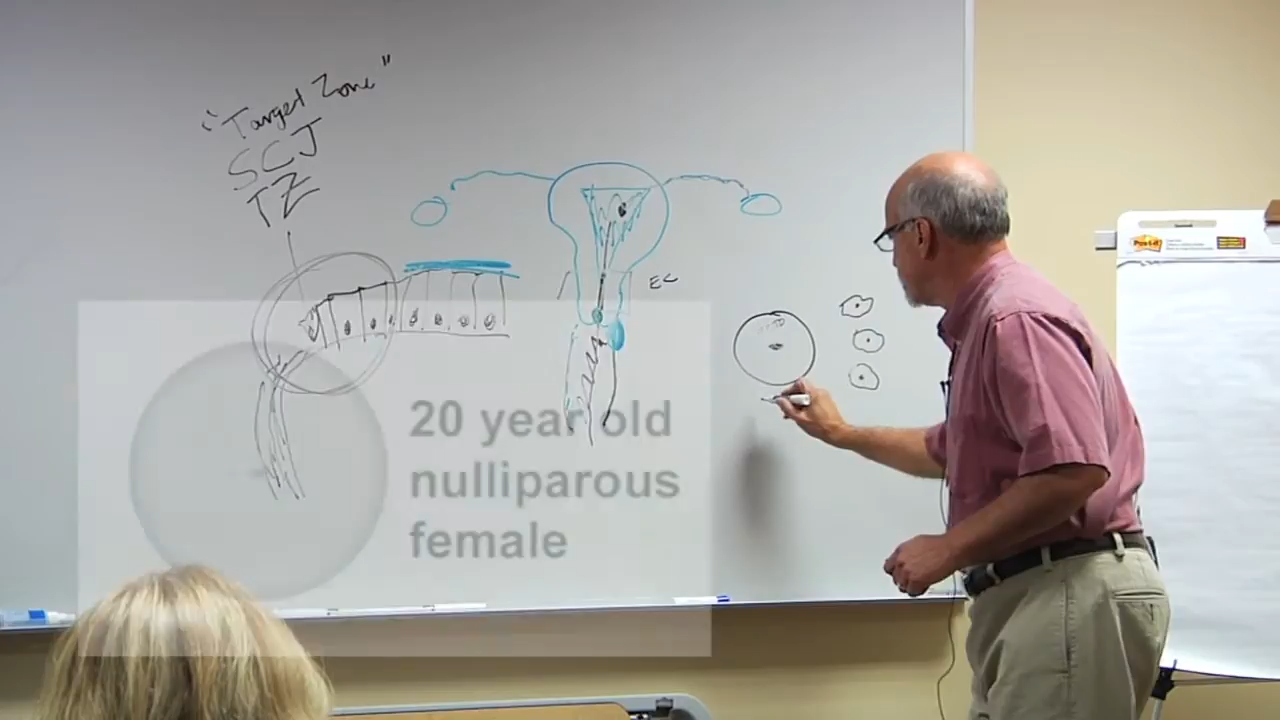 "Target Zone"
SCJ
TZ
EC
Post-it
20 year old
nulliparous
female